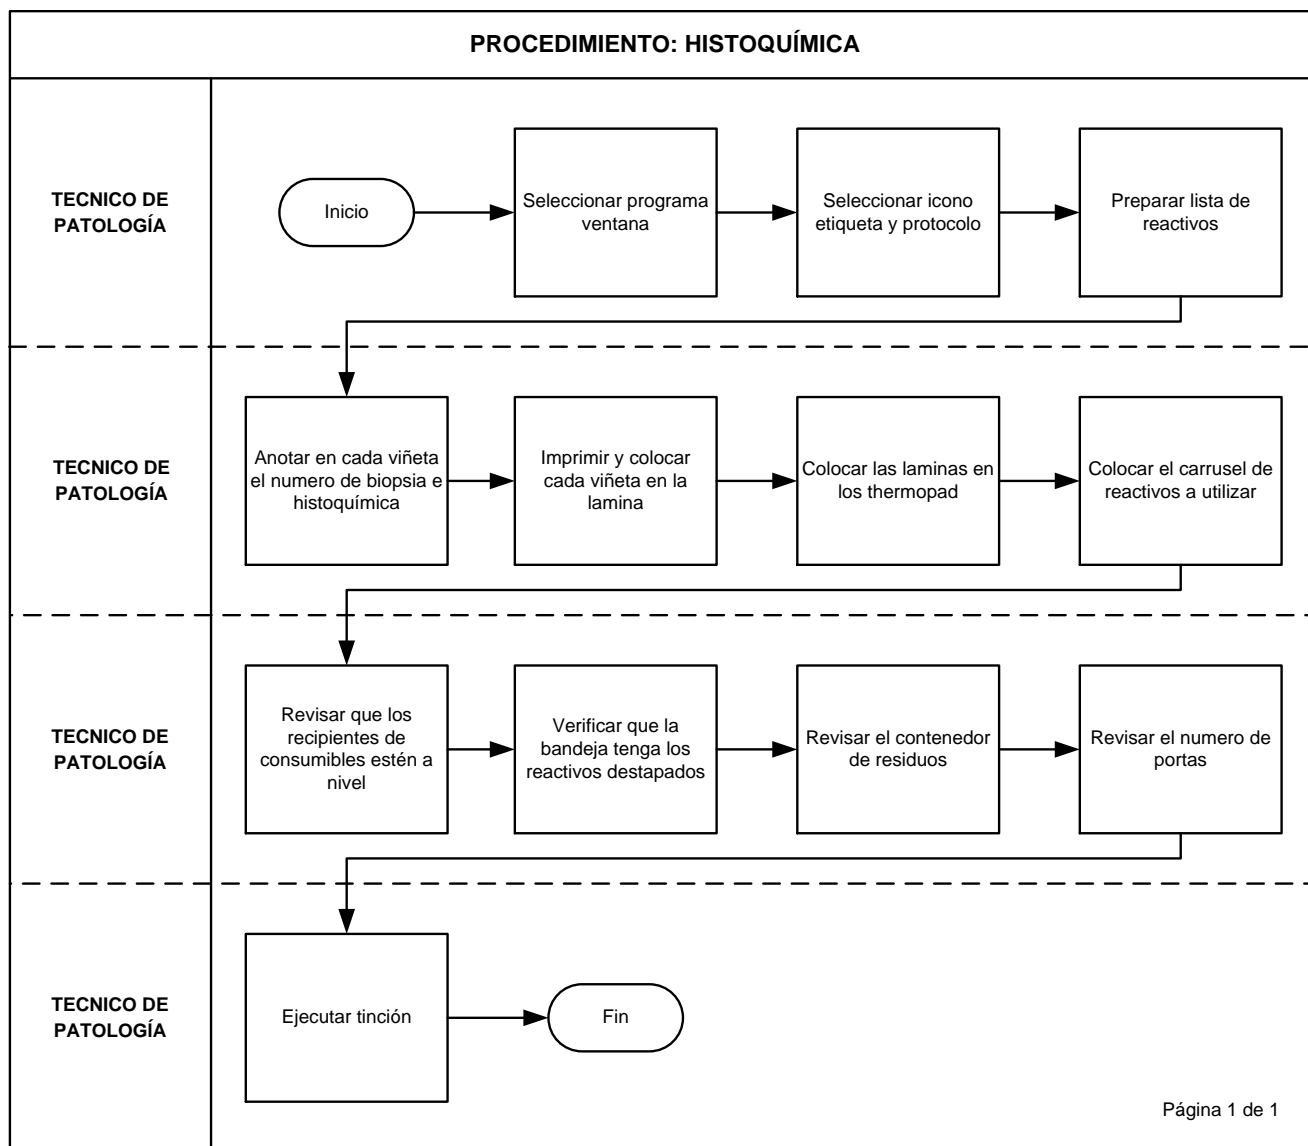 PROCEDIMIENTO: HISTOQUÍMICA
TECNICO DE
PATOLOGÍA
Inicio
Seleccionar programa
ventana
Seleccionar icono
etiqueta y protocolo
Preparar lista de
reactivos
TECNICO DE
PATOLOGÍA
Anotar en cada viñeta
el numero de biopsia e
histoquímica
Imprimir y colocar
cada viñeta en la
lamina
Colocar las laminas en
los thermopad
Colocar el carrusel de
reactivos a utilizar
TECNICO DE
PATOLOGÍA
Revisar que los
recipientes de
consumibles estén a
nivel
Verificar que la
bandeja tenga los
reactivos destapados
Revisar el contenedor
de residuos
Revisar el numero de
portas
TECNICO DE
PATOLOGÍA
Ejecutar tinción
Fin
Página 1 de 1